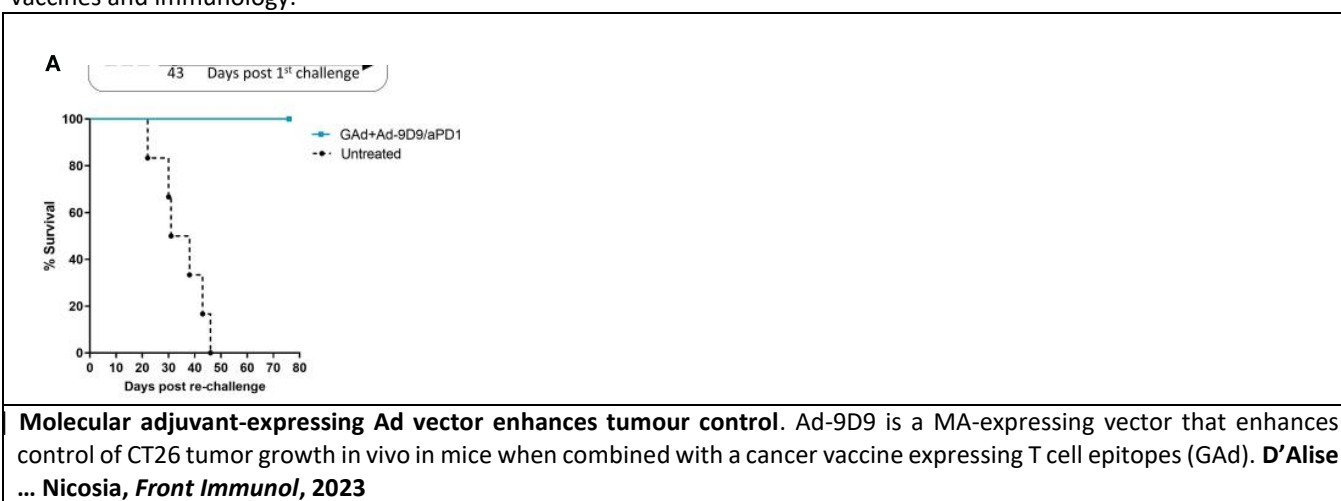 vaccines and immunology.
A
43 Days post 1st challenge
100
80
60
40
20
0
% Survival
0 10 20 30 40 50 60 70 80
Days post re-challenge
GAd+Ad-9D9/aPD1
Untreated
Molecular adjuvant-expressing Ad vector enhances tumour control. Ad-9D9 is a MA-expressing vector that enhances
control of CT26 tumor growth in vivo in mice when combined with a cancer vaccine expressing T cell epitopes (GAd). D’Alise
… Nicosia, Front Immunol, 2023